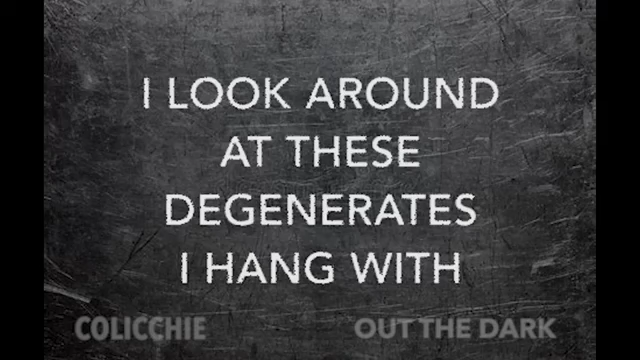 I LOOK AROUND
AT THESE
DEGENERATES
I HANG WITH
COLICCHIE OUT THE DARK